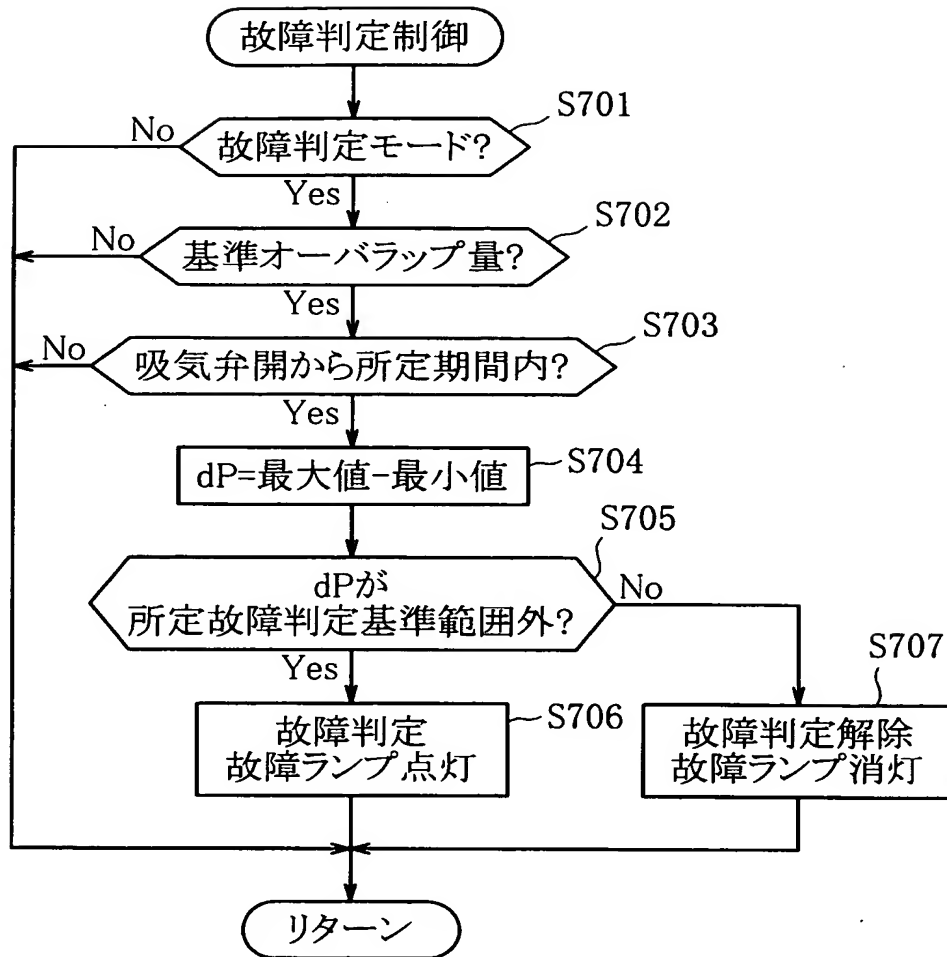 故障判定制御
S701
No
故障判定モード?
Yes
S702
No
基準オーバラップ量?
Yes
S703
No
吸気弁開から所定期間内?
Yes
S704
dP=最大値-最小値
S705
dPが
所定故障判定基準範囲外?
No
Yes
S706
故障判定
故障ランプ点灯
S707
故障判定解除
故障ランプ消灯
リターン